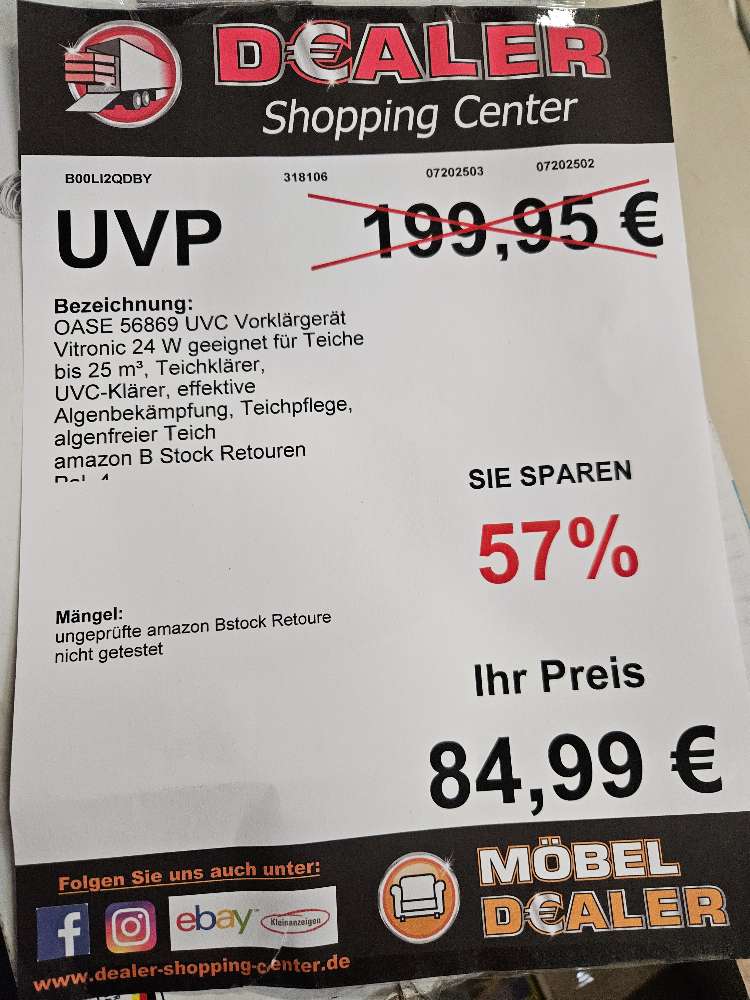 D€ALER
Shopping Center
B00LI2QDBY 318106 07202503 07202502
UVP 199,95 €
Bezeichnung:
OASE 56869 UVC Vorklärgerät
Vitronic 24 W geeignet für Teiche
bis 25 m³, Teichklärer,
UVC-Klärer, effektive
Algenbekämpfung, Teichpflege,
algenfreier Teich
amazon B Stock Retouren
SIE SPAREN
57%
Mängel:
ungeprüfte amazon Bstock Retoure
nicht getestet
Ihr Preis
84,99 €
Folgen Sie uns auch unter:
ebay Kleinanzeigen
www.dealer-shopping-center.de
MÖBEL
D€ALER